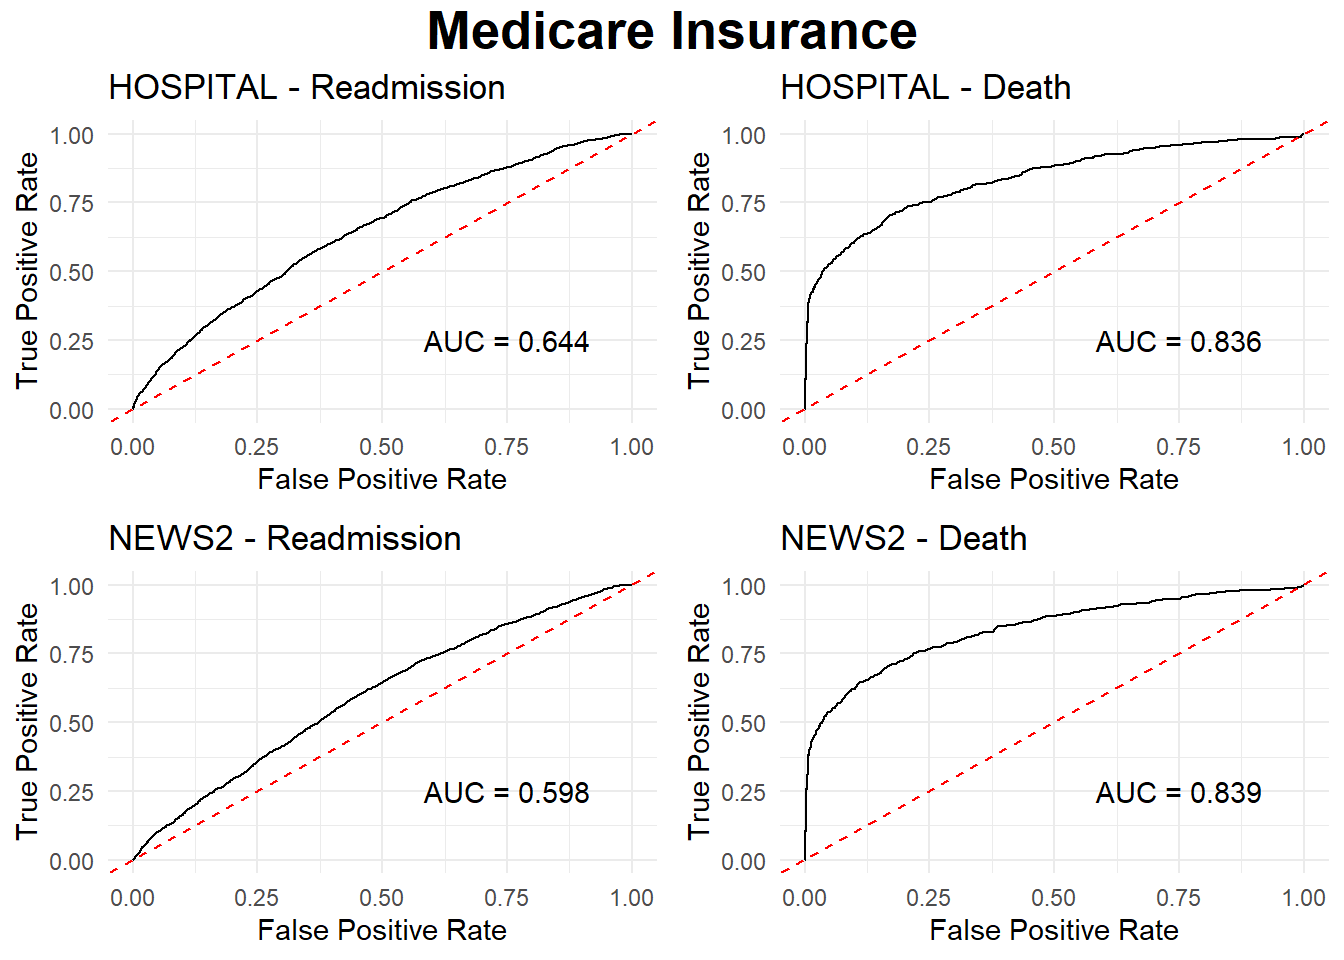 Medicare Insurance
HOSPITAL - Readmission
True Positive Rate
1.00
0.75
0.50
0.25
0.00
AUC = 0.644
0.00 0.25 0.50 0.75 1.00
False Positive Rate
HOSPITAL - Death
True Positive Rate
1.00
0.75
0.50
0.25
0.00
AUC = 0.836
0.00 0.25 0.50 0.75 1.00
False Positive Rate
NEWS2 - Readmission
True Positive Rate
1.00
0.75
0.50
0.25
0.00
AUC = 0.598
0.00 0.25 0.50 0.75 1.00
False Positive Rate
NEWS2 - Death
True Positive Rate
1.00
0.75
0.50
0.25
0.00
AUC = 0.839
0.00 0.25 0.50 0.75 1.00
False Positive Rate